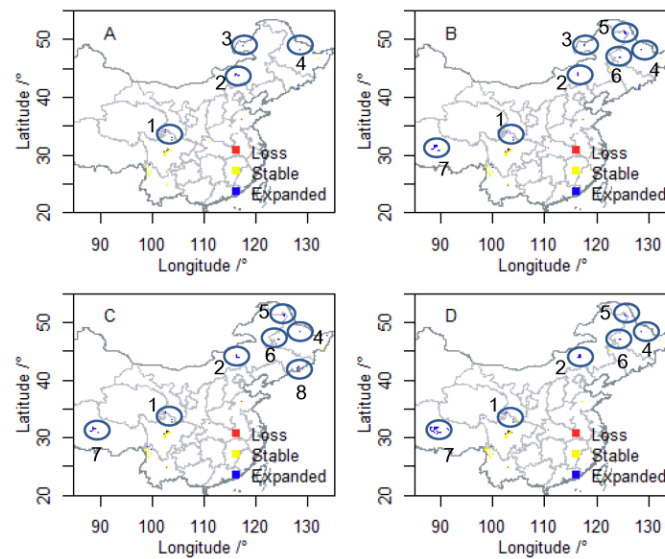 A
3
4
2
1
Loss
Stable
Expanded
Latitude /°
20 30 40 50
90 100 110 120 130
Longitude /°
B
5
3
4
6
2
1
7
Loss
Stable
Expanded
Latitude /°
20 30 40 50
90 100 110 120 130
Longitude /°
C
5
4
6
2
8
1
7
Loss
Stable
Expanded
Latitude /°
20 30 40 50
90 100 110 120 130
Longitude /°
D
5
4
6
2
1
7
Loss
Stable
Expanded
Latitude /°
20 30 40 50
90 100 110 120 130
Longitude /°